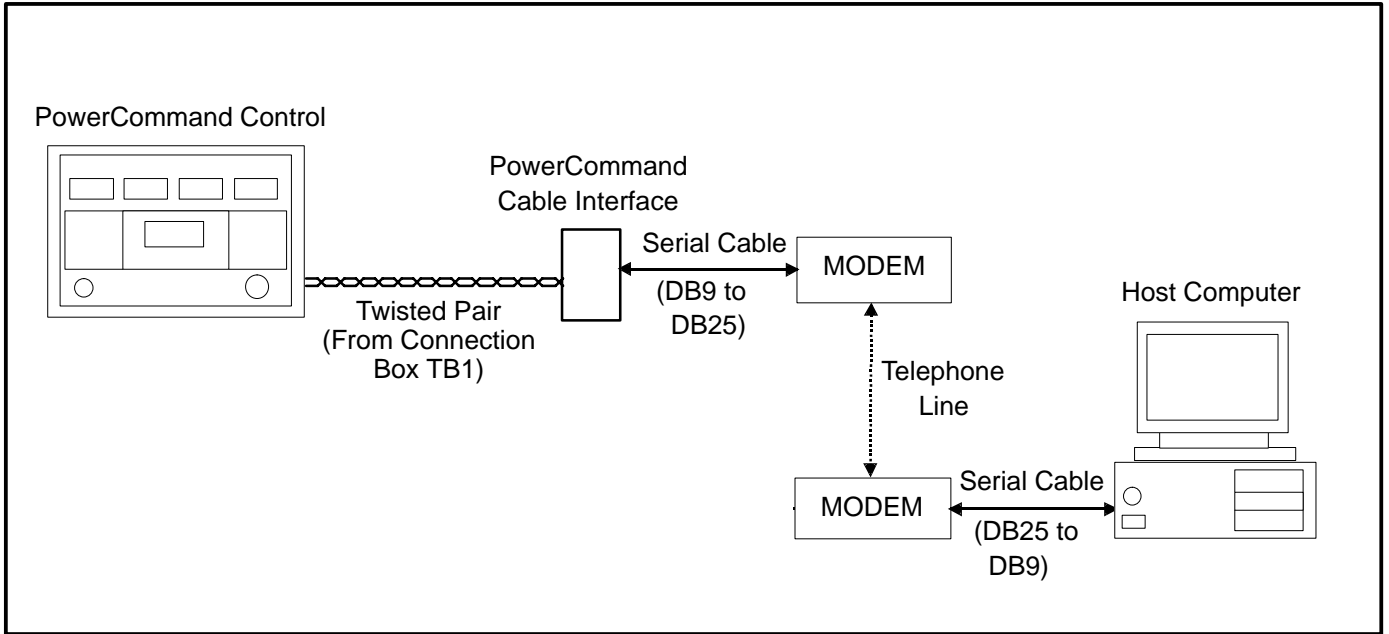 PowerCommand Control
PowerCommand
Cable Interface
Serial Cable
(DB9 to
DB25)
MODEM
Twisted Pair
(From Connection
Box TB1)
Telephone
Line
Host Computer
MODEM
Serial Cable
(DB25 to
DB9)